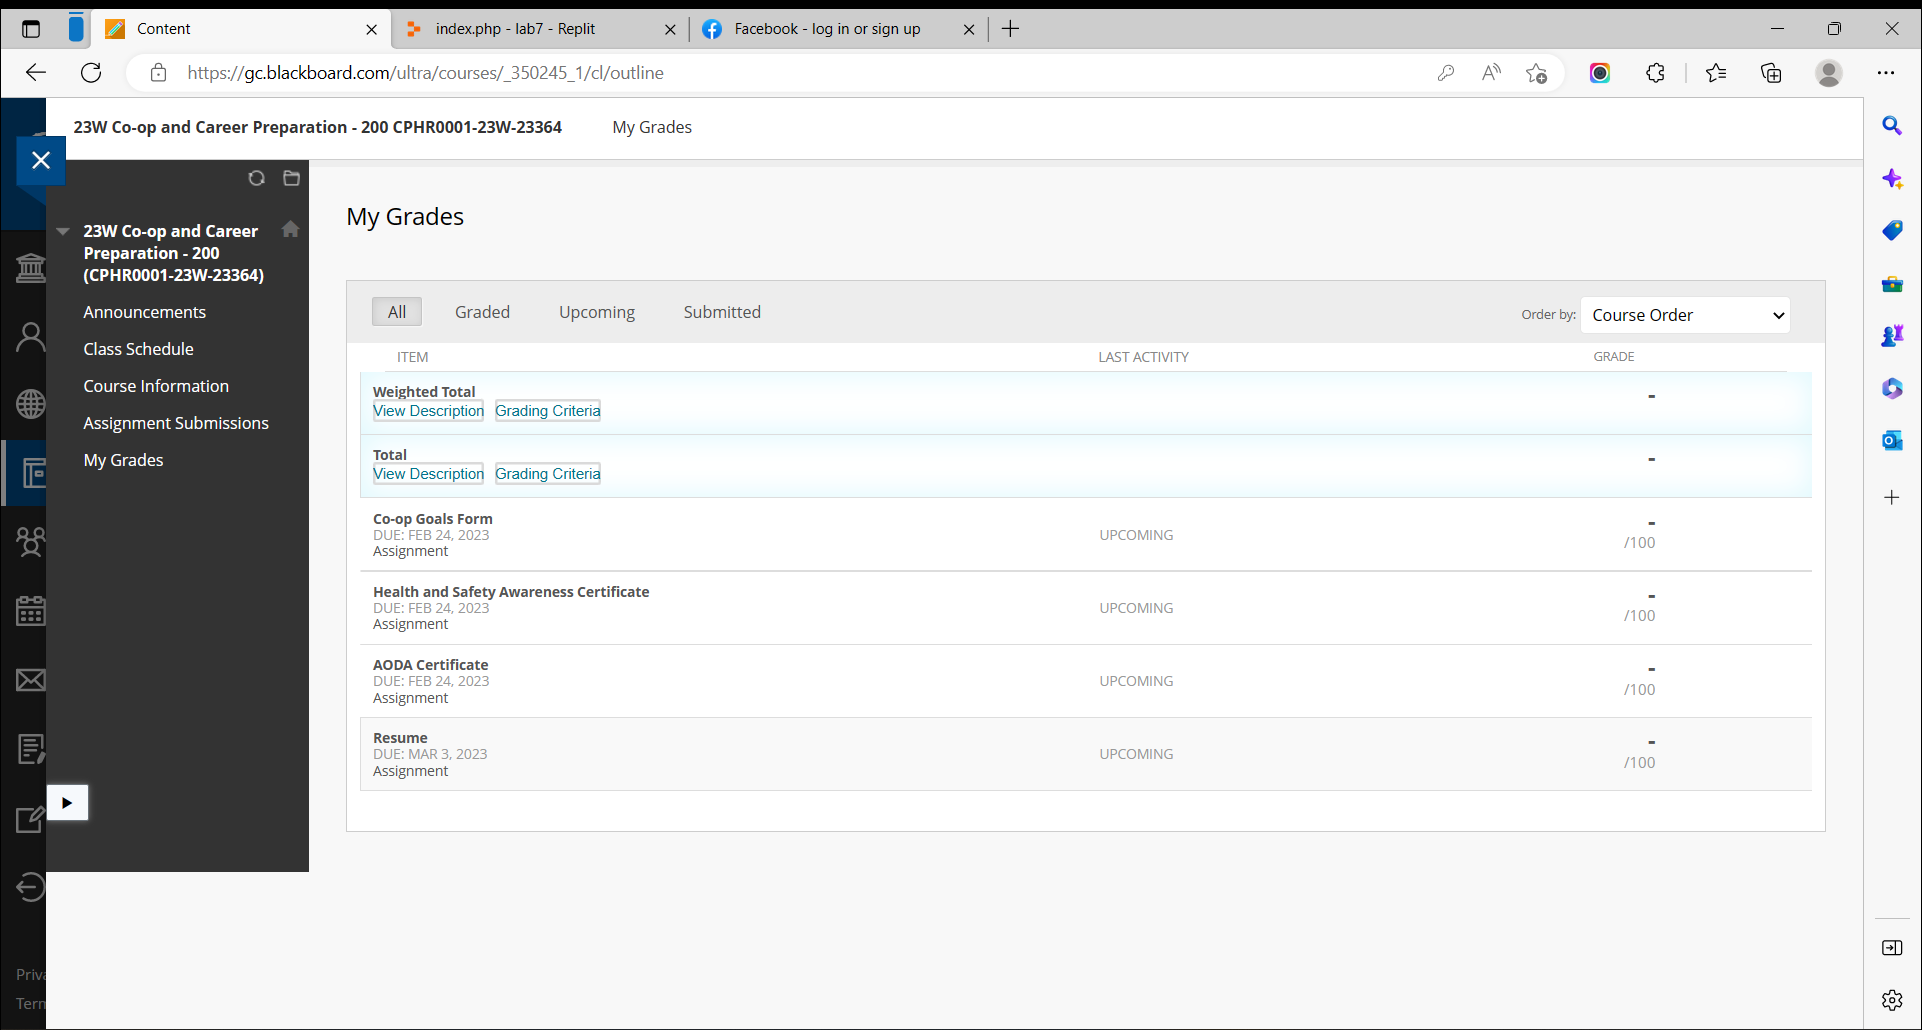 Content
index.php - lab7 - Replit
Facebook - log in or sign up
https://gc.blackboard.com/ultra/courses/_350245_1/cl/outline
23W Co-op and Career Preparation - 200 CPHR0001-23W-23364 My Grades
23W Co-op and Career
Preparation - 200
(CPHR0001-23W-23364)
Announcements
Class Schedule
Course Information
Assignment Submissions
My Grades
Priva
Term
My Grades
All Graded Upcoming Submitted
Order by: Course Order
ITEM LAST ACTIVITY GRADE
Weighted Total -
View Description Grading Criteria
Total -
View Description Grading Criteria
Co-op Goals Form -
DUE: FEB 24, 2023 UPCOMING /100
Assignment
Health and Safety Awareness Certificate -
DUE: FEB 24, 2023 UPCOMING /100
Assignment
AODA Certificate -
DUE: FEB 24, 2023 UPCOMING /100
Assignment
Resume -
DUE: MAR 3, 2023 UPCOMING /100
Assignment